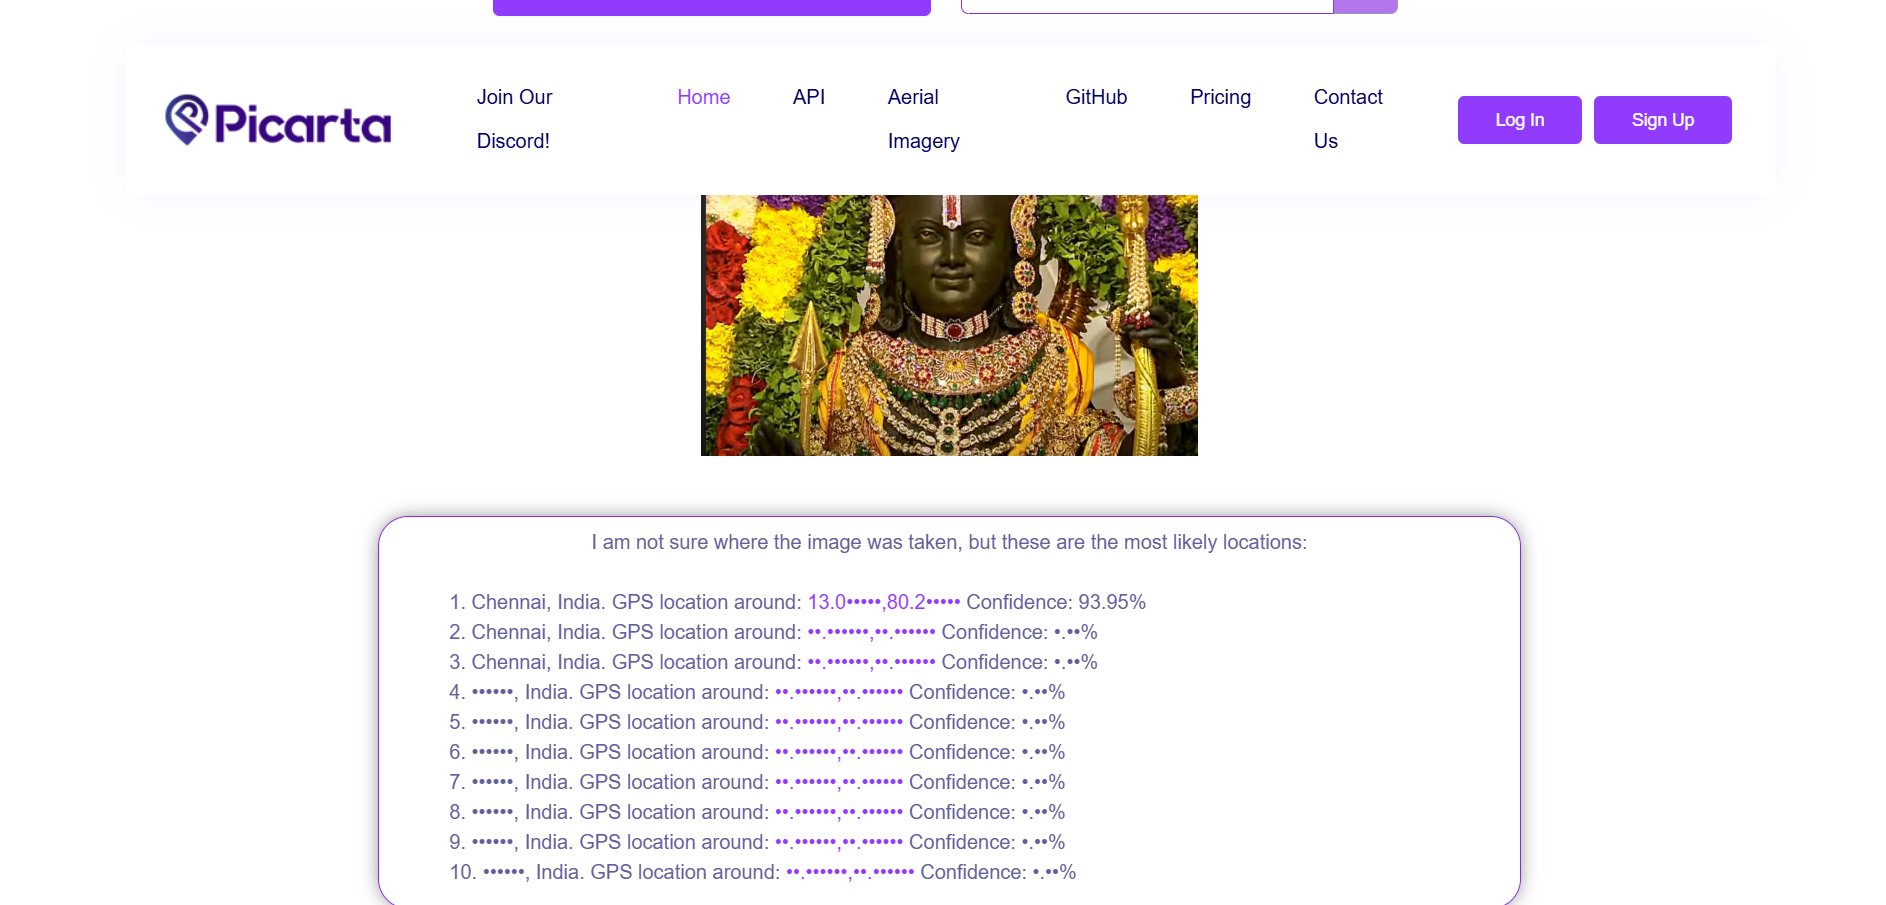 Picarta
Join Our
Discord!
Home
API
Aerial
Imagery
GitHub
Pricing
Contact
Us
Log In
Sign Up
I am not sure where the image was taken, but these are the most likely locations:
1. Chennai, India. GPS location around: 13.0•••••,80.2••••• Confidence: 93.95%
2. Chennai, India. GPS location around: ••.••••••,••.•••••• Confidence: •.••%
3. Chennai, India. GPS location around: ••.••••••,••.•••••• Confidence: •.••%
4. ••••••, India. GPS location around: ••.••••••,••.•••••• Confidence: •.••%
5. ••••••, India. GPS location around: ••.••••••,••.•••••• Confidence: •.••%
6. ••••••, India. GPS location around: ••.••••••,••.•••••• Confidence: •.••%
7. ••••••, India. GPS location around: ••.••••••,••.•••••• Confidence: •.••%
8. ••••••, India. GPS location around: ••.••••••,••.•••••• Confidence: •.••%
9. ••••••, India. GPS location around: ••.••••••,••.•••••• Confidence: •.••%
10. ••••••, India. GPS location around: ••.••••••,••.•••••• Confidence: •.••%